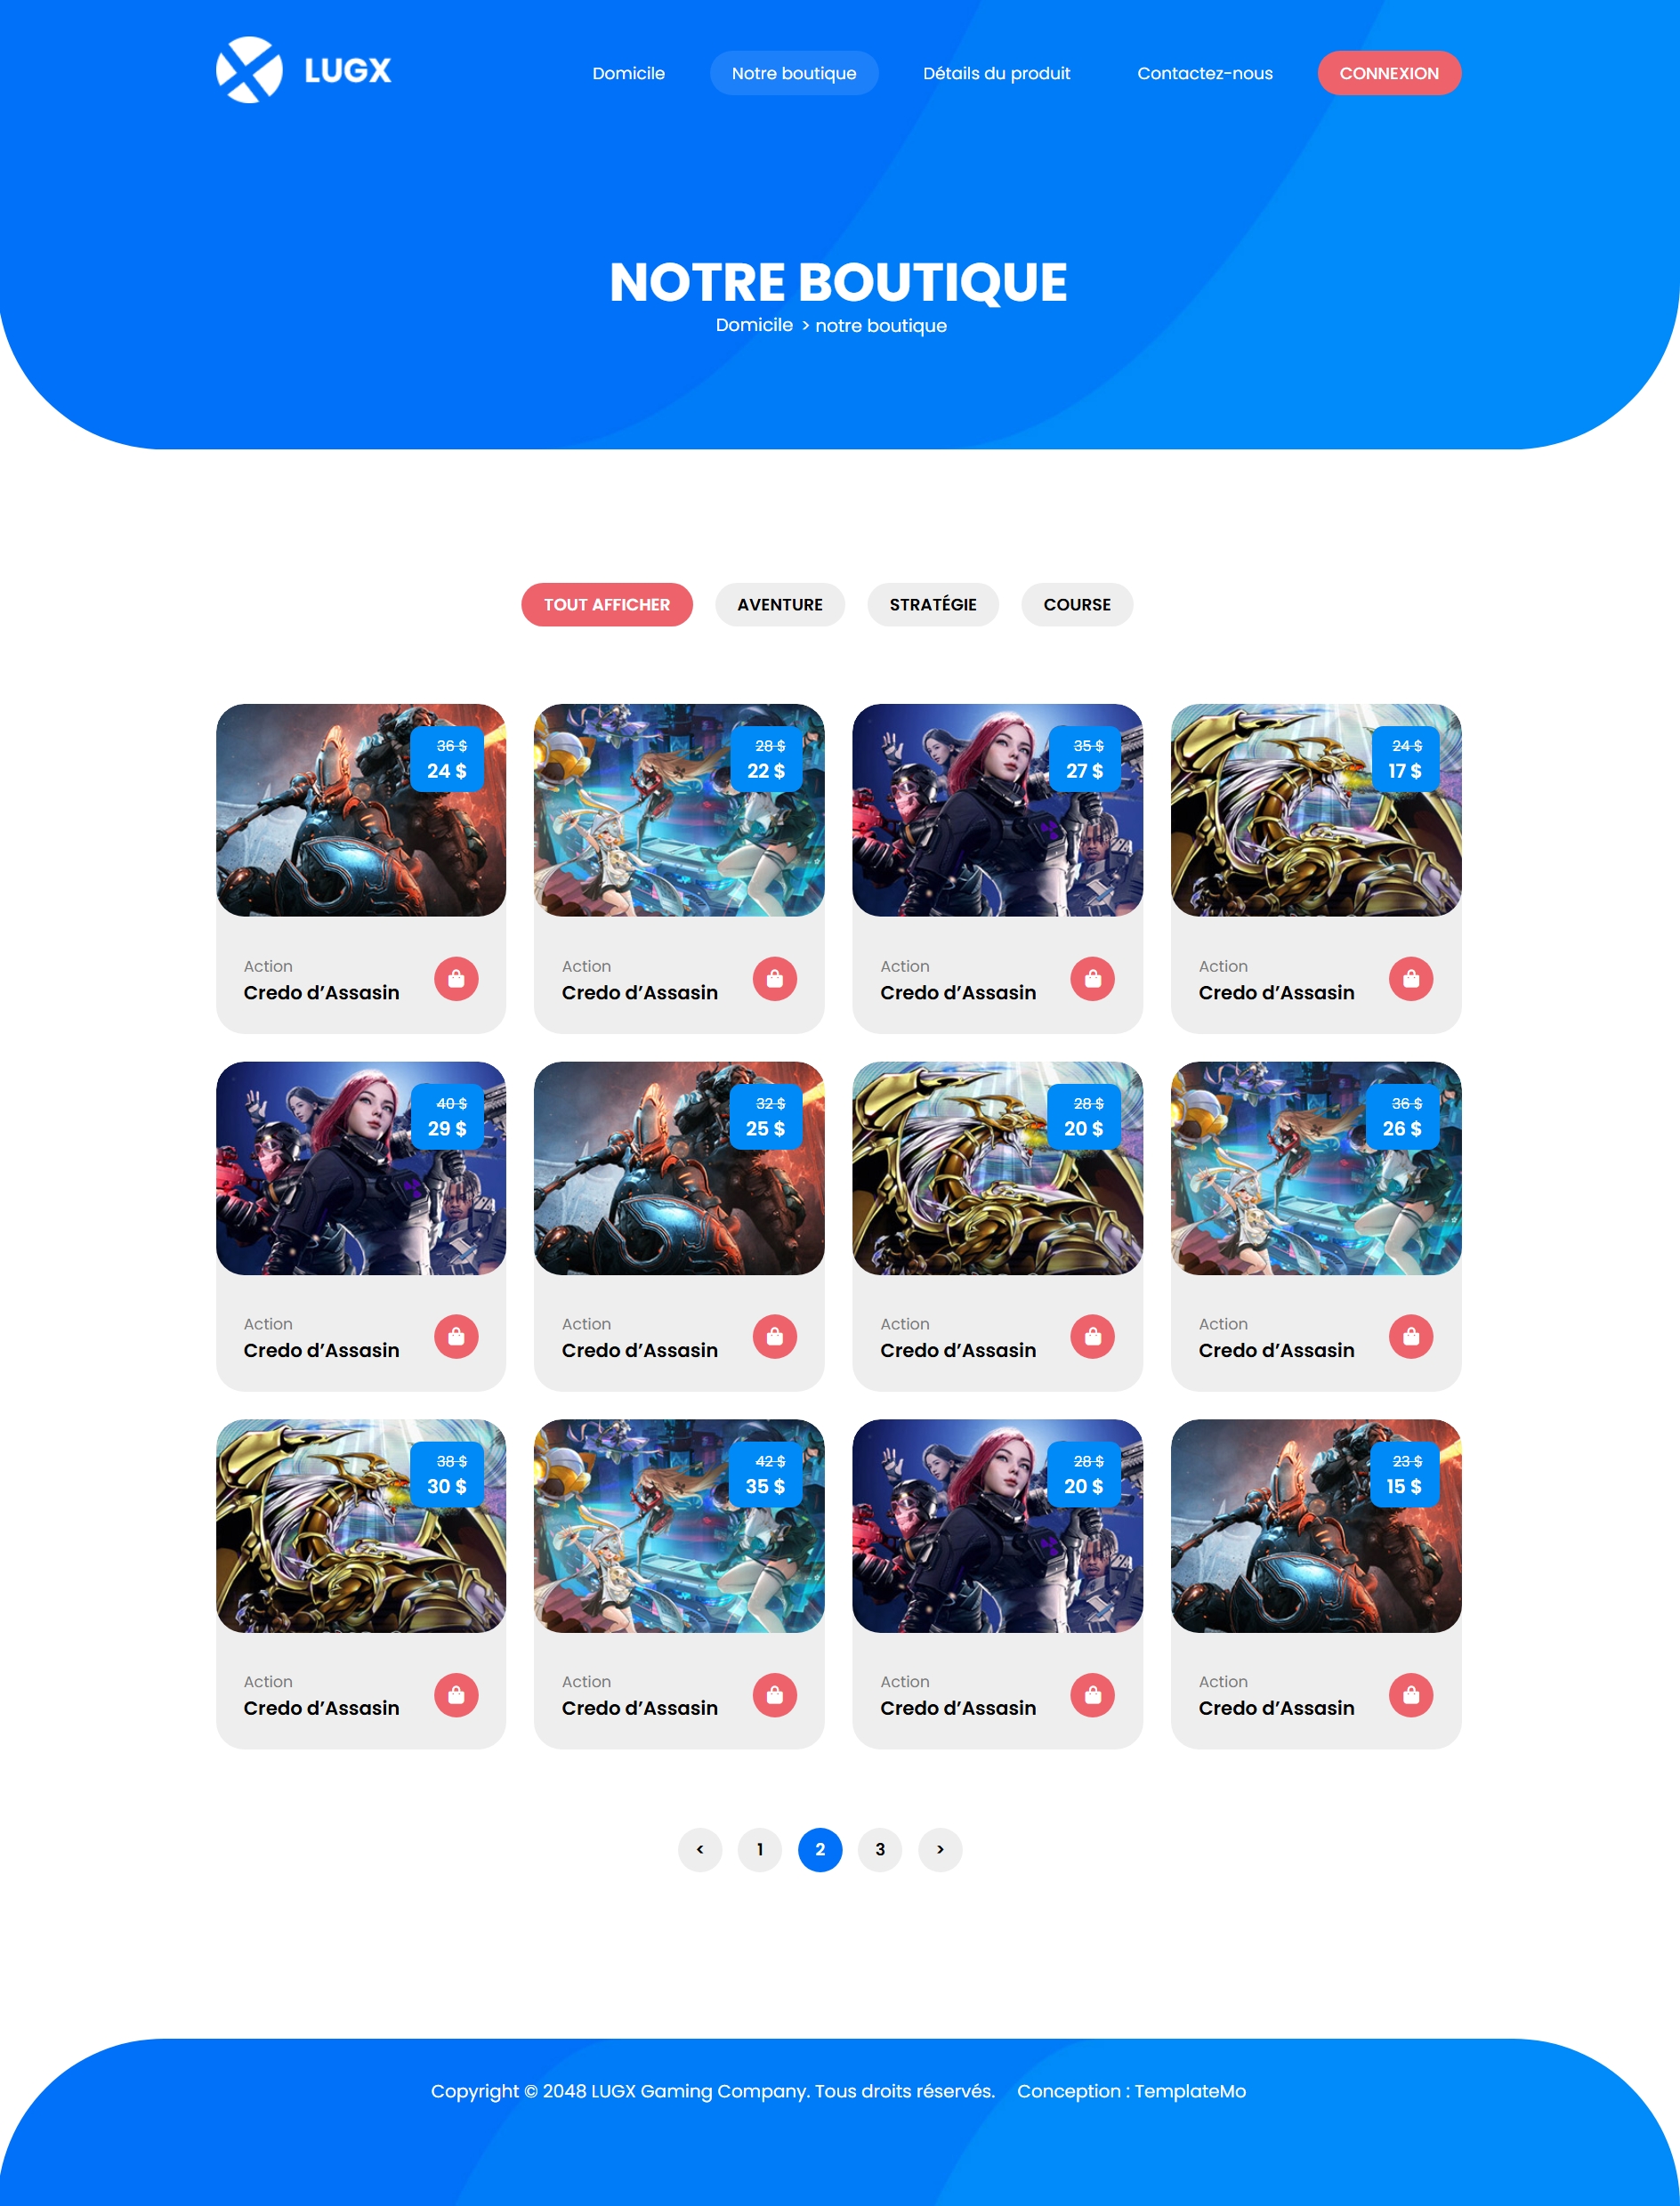 LUGX
Domicile
Notre boutique
Détails du produit
Contactez-nous
CONNEXION
NOTRE BOUTIQUE
Domicile > notre boutique
TOUT AFFICHER
AVENTURE
STRATÉGIE
COURSE
36 $
24 $
28 $
22 $
35 $
27 $
24 $
17 $
Action
Credo d’Assasin
Action
Credo d’Assasin
Action
Credo d’Assasin
Action
Credo d’Assasin
40 $
29 $
32 $
25 $
28 $
20 $
36 $
26 $
Action
Credo d’Assasin
Action
Credo d’Assasin
Action
Credo d’Assasin
Action
Credo d’Assasin
38 $
30 $
42 $
35 $
28 $
20 $
23 $
15 $
Action
Credo d’Assasin
Action
Credo d’Assasin
Action
Credo d’Assasin
Action
Credo d’Assasin
< 1 2 3 >
Copyright © 2048 LUGX Gaming Company. Tous droits réservés. Conception : TemplateMo